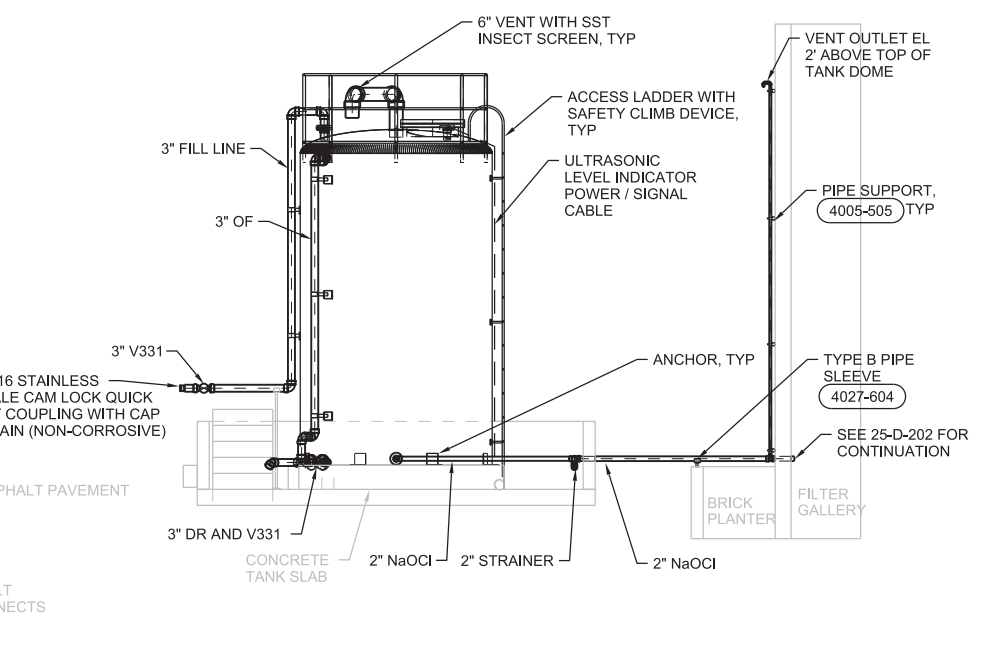 6" VENT WITH SST
INSECT SCREEN, TYP
VENT OUTLET EL
2' ABOVE TOP OF
TANK DOME
ACCESS LADDER WITH
SAFETY CLIMB DEVICE,
TYP
3" FILL LINE
ULTRASONIC
LEVEL INDICATOR
POWER / SIGNAL
CABLE
PIPE SUPPORT,
4005-505 TYP
3" OF
3" V331
ANCHOR, TYP
TYPE B PIPE
SLEEVE
4027-604
16 STAINLESS
ALE CAM LOCK QUICK
COUPLING WITH CAP
AIN (NON-CORROSIVE)
SEE 25-D-202 FOR
CONTINUATION
PHALT PAVEMENT
BRICK
PLANTER
FILTER
GALLERY
3" DR AND V331
CONCRETE
TANK SLAB
2" NaOCl
2" STRAINER
2" NaOCl
LT
NECTS